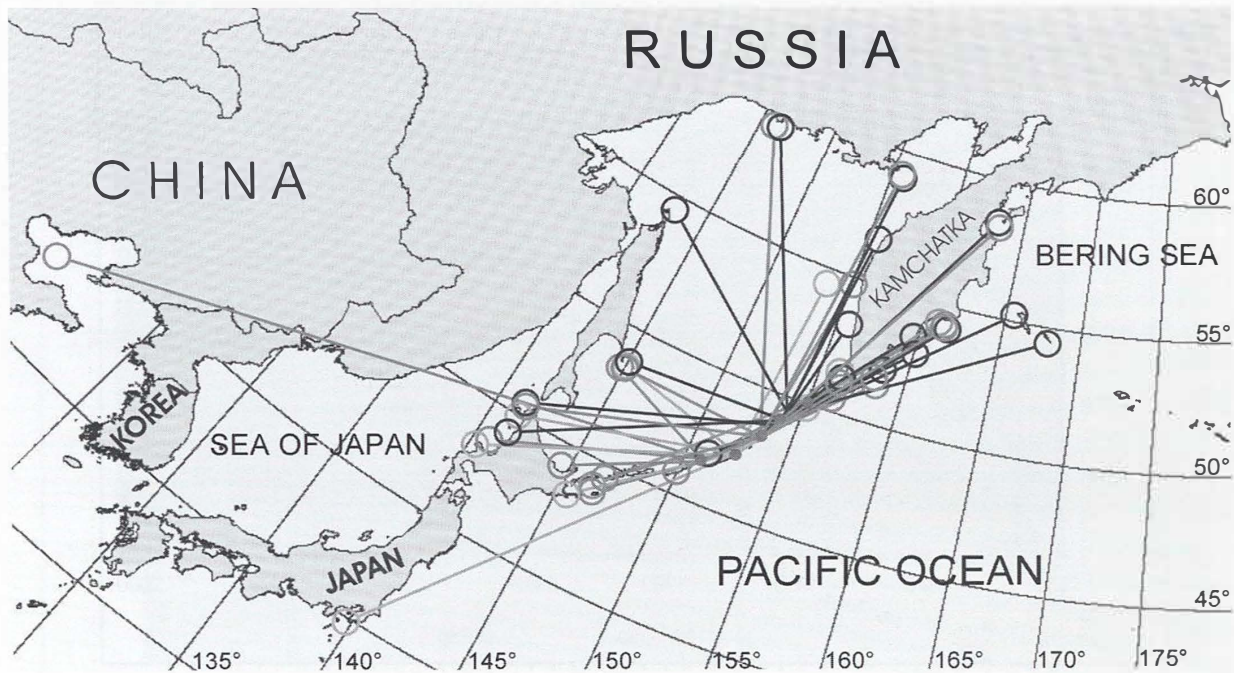 RUSSIA
CHINA
60°
KAMCHATKA
BERING SEA
55°
KOREA
SEA OF JAPAN
50°
JAPAN
PACIFIC OCEAN
45°
135°
140°
145°
150°
155°
160°
165°
170°
175°